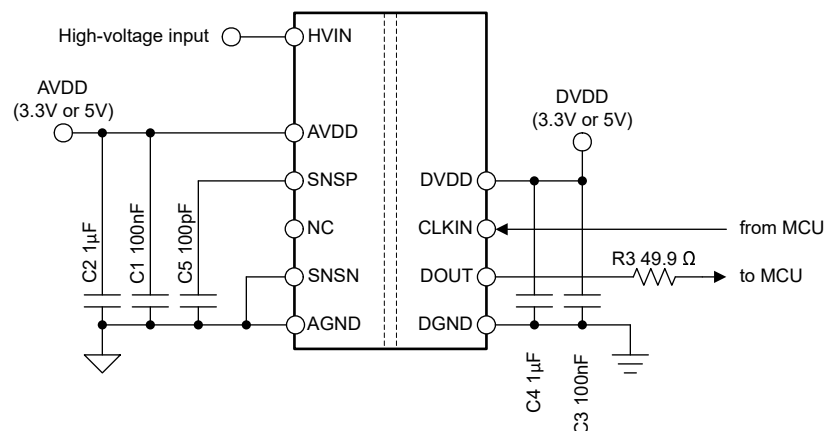 High-voltage input
HVIN
AVDD
(3.3V or 5V)
DVDD
(3.3V or 5V)
AVDD
SNSP
DVDD
NC
CLKIN
from MCU
SNSN
DOUT
R3 49.9 Ω
to MCU
AGND
DGND
C2 1μF
C1 100nF
C5 100pF
C4 1μF
C3 100nF